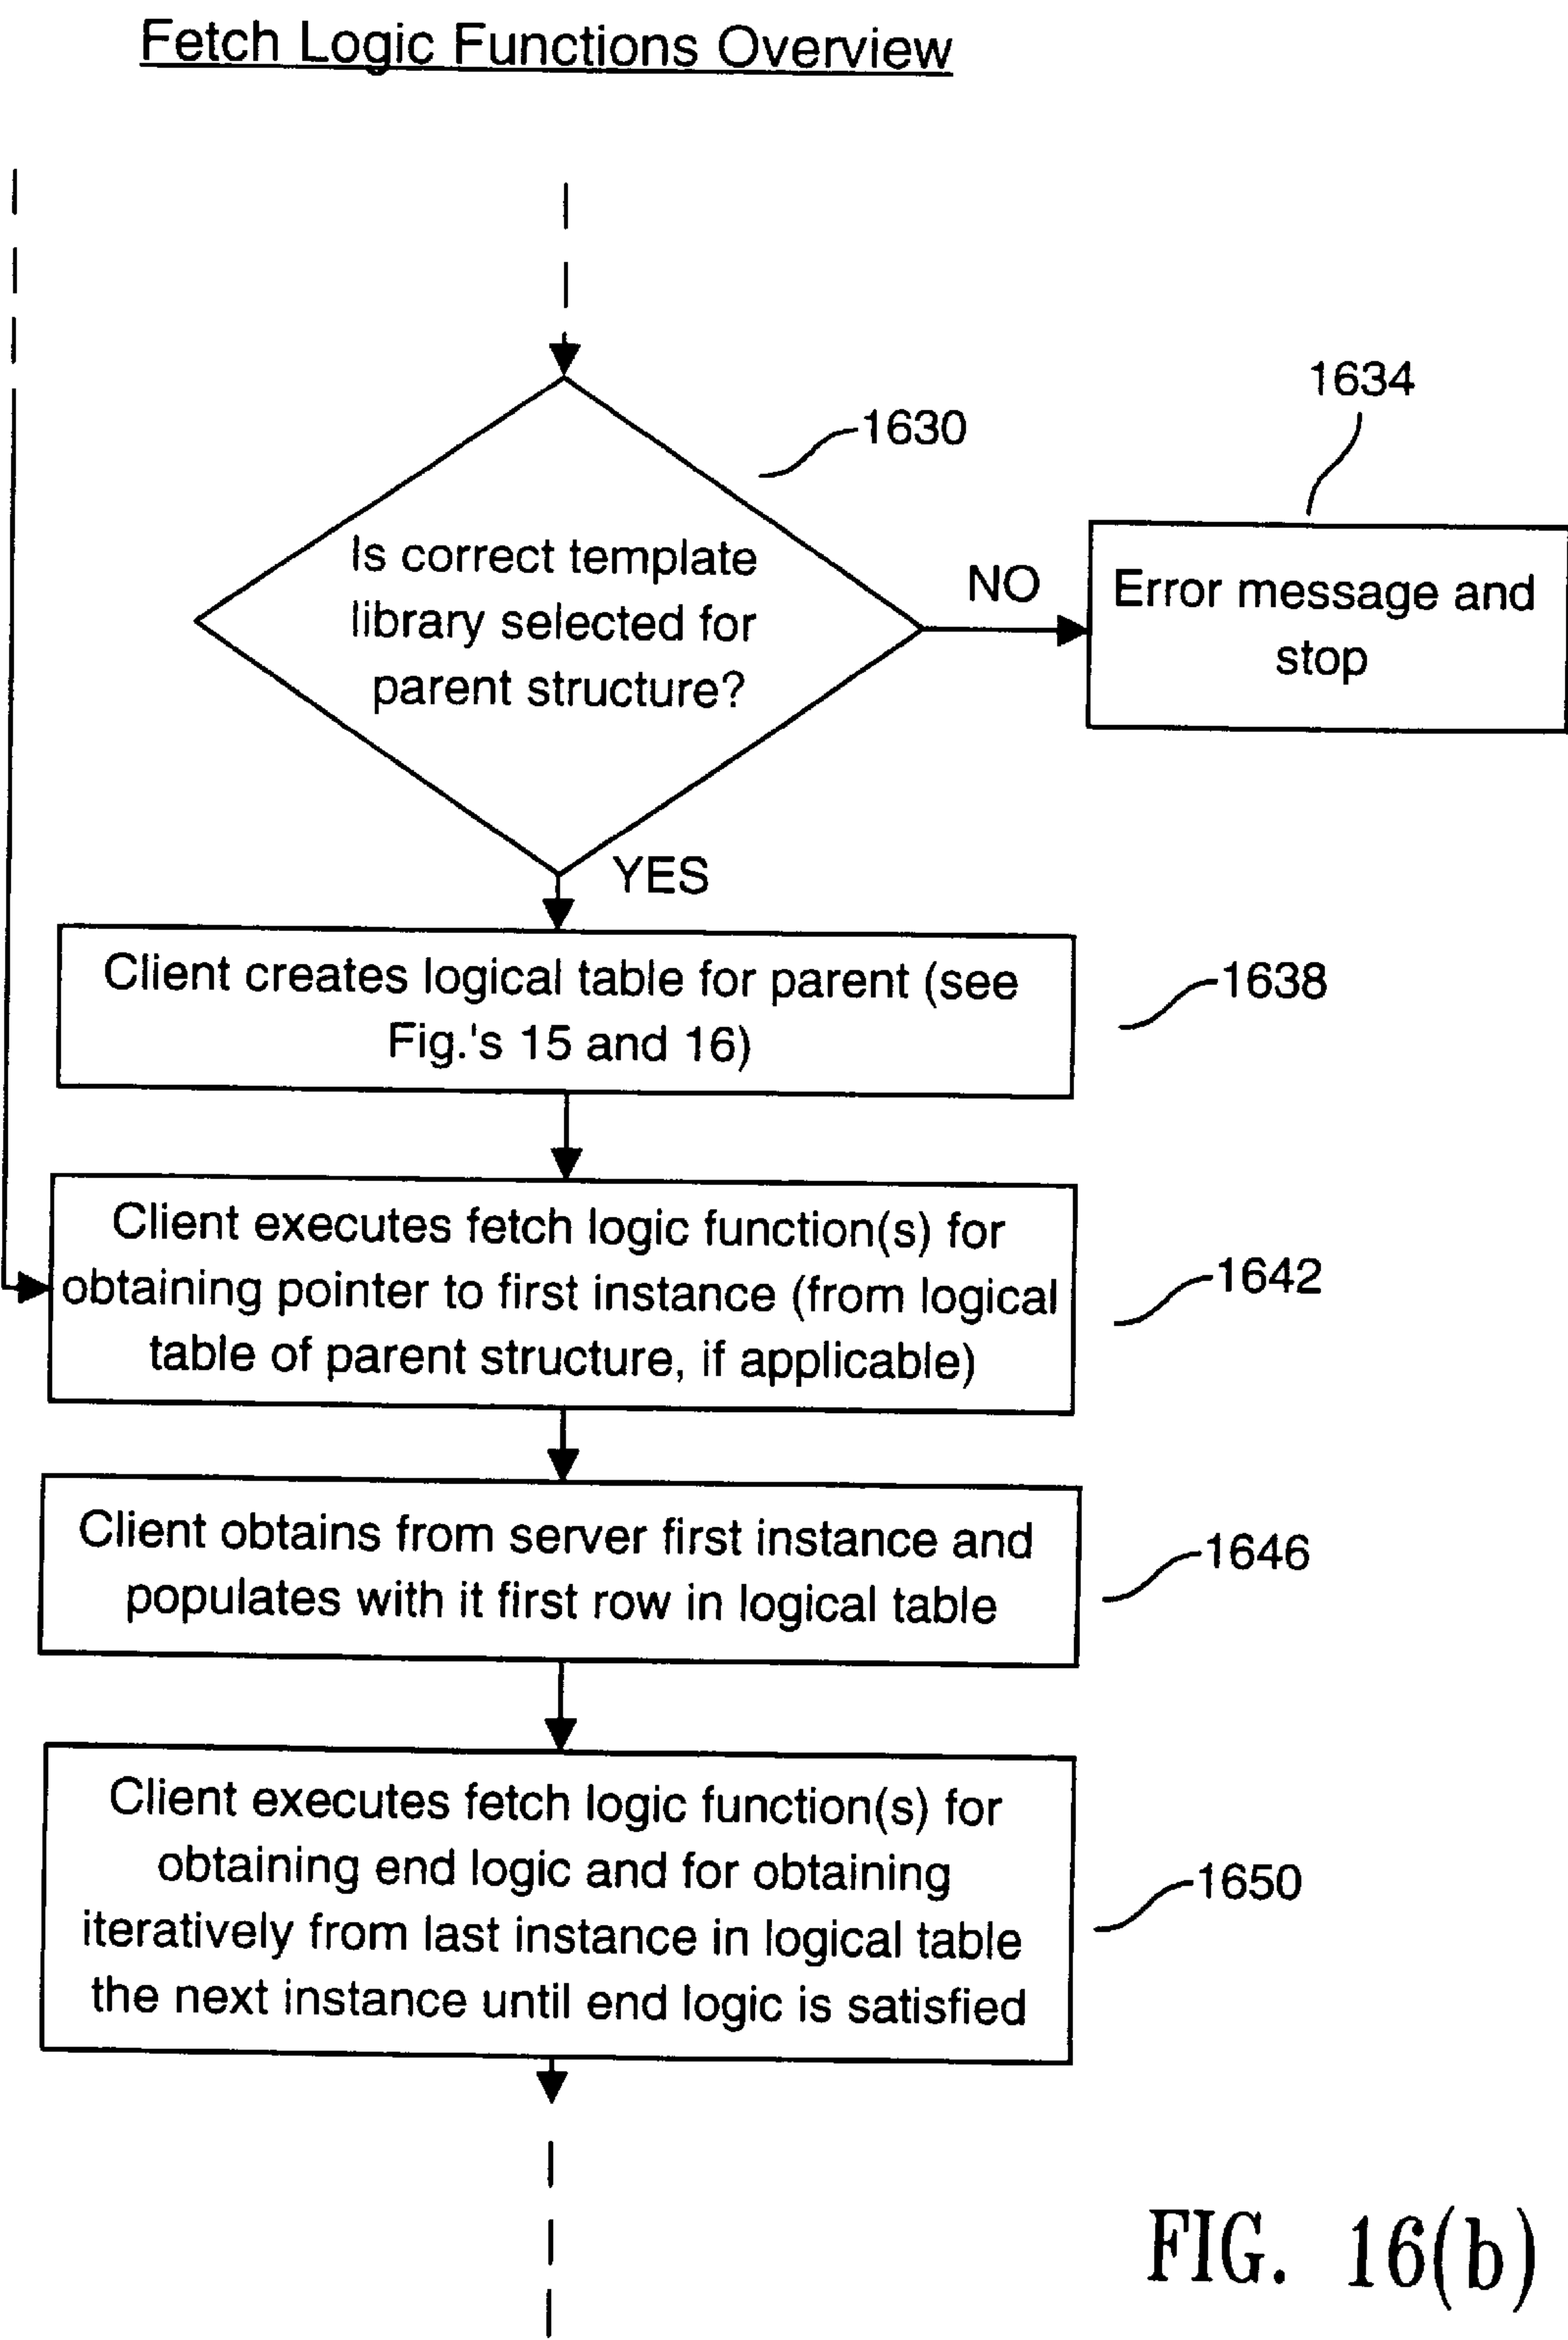 Fetch Logic Functions Overview
1630
1634
Is correct template
library selected for
parent structure?
NO
Error message and
stop
YES
Client creates logical table for parent (see
Fig.'s 15 and 16)
1638
Client executes fetch logic function(s) for
obtaining pointer to first instance (from logical
table of parent structure, if applicable)
1642
Client obtains from server first instance and
populates with it first row in logical table
1646
Client executes fetch logic function(s) for
obtaining end logic and for obtaining
iteratively from last instance in logical table
the next instance until end logic is satisfied
1650
FIG. 16(b)